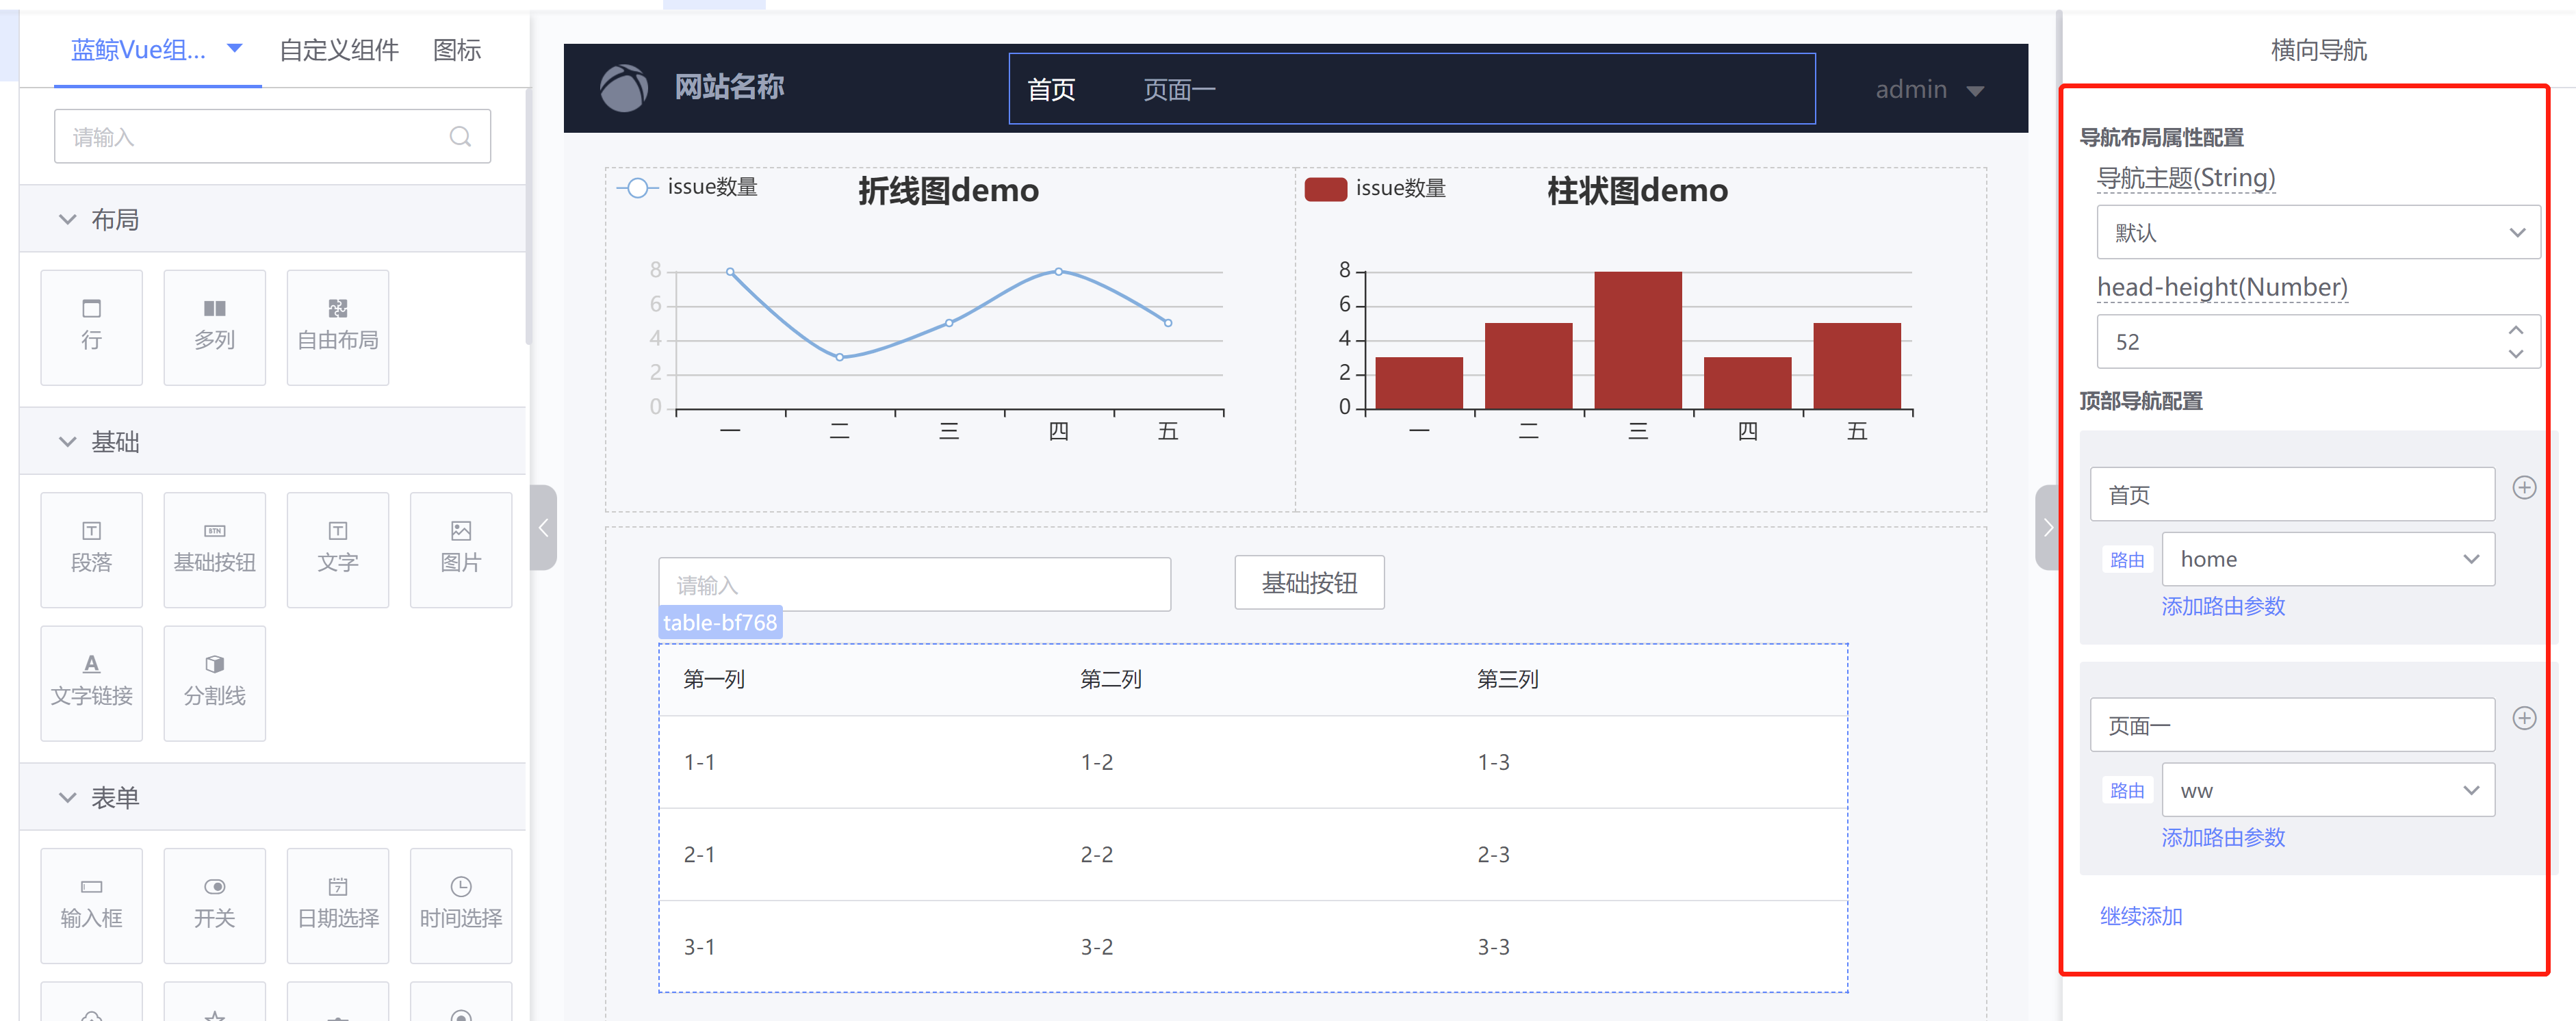 蓝鲸Vue组...
自定义组件
图标
请输入
布局
行
多列
自由布局
基础
段落
基础按钮
文字
图片
文字链接
分割线
表单
输入框
开关
日期选择
时间选择
网站名称
首页
页面一
admin
issue数量
折线图demo
8
6
4
2
0
一
二
三
四
五
issue数量
柱状图demo
8
6
4
2
0
一
二
三
四
五
请输入
基础按钮
table-bf768
第一列
第二列
第三列
1-1
1-2
1-3
2-1
2-2
2-3
3-1
3-2
3-3
横向导航
导航布局属性配置
导航主题(String)
默认
head-height(Number)
52
顶部导航配置
首页
路由
home
添加路由参数
页面一
路由
ww
添加路由参数
继续添加